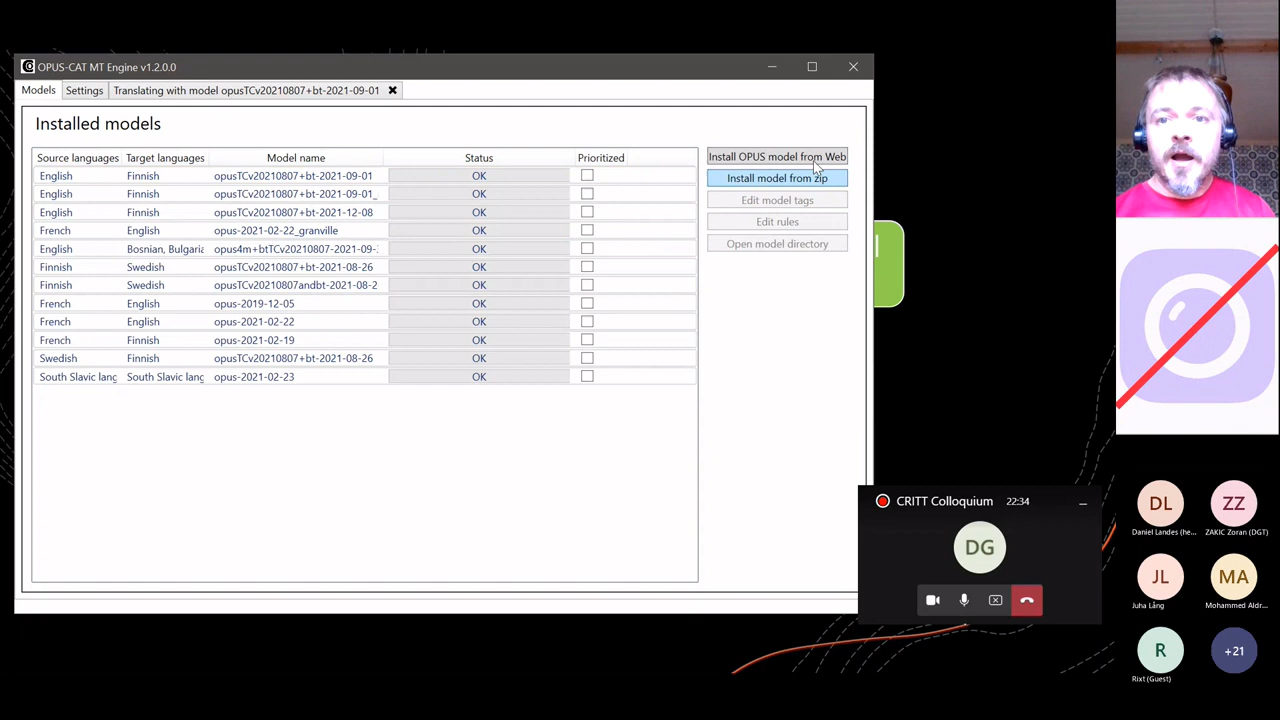 OPUS-CAT MT Engine v1.2.0.0
Models Settings Translating with model opusTCv20210807+bt-2021-09-01
Installed models
Source languages Target languages Model name Status Prioritized
English Finnish opusTCv20210807+bt-2021-09-01 OK
English Finnish opusTCv20210807+bt-2021-09-01_ OK
English Finnish opusTCv20210807+bt-2021-12-08 OK
French English opus-2021-02-22_granville OK
English Bosnian, Bulgaria opus4m+btTCv20210807-2021-09- OK
Finnish Swedish opusTCv20210807+bt-2021-08-26 OK
Finnish Swedish opusTCv20210807andbt-2021-08-2 OK
French English opus-2019-12-05 OK
French English opus-2021-02-22 OK
French Finnish opus-2021-02-19 OK
Swedish Finnish opusTCv20210807+bt-2021-08-26 OK
South Slavic lang South Slavic lang opus-2021-02-23 OK
Install OPUS model from Web
Install model from zip
Edit model tags
Edit rules
Open model directory
CRITT Colloquium 22:34
DG
DL ZZ
Daniel Landes (he... ZAKIC Zoran (DGT)
JL MA
Juha Lång Mohammed Aldr...
R +21
Rixt (Guest)